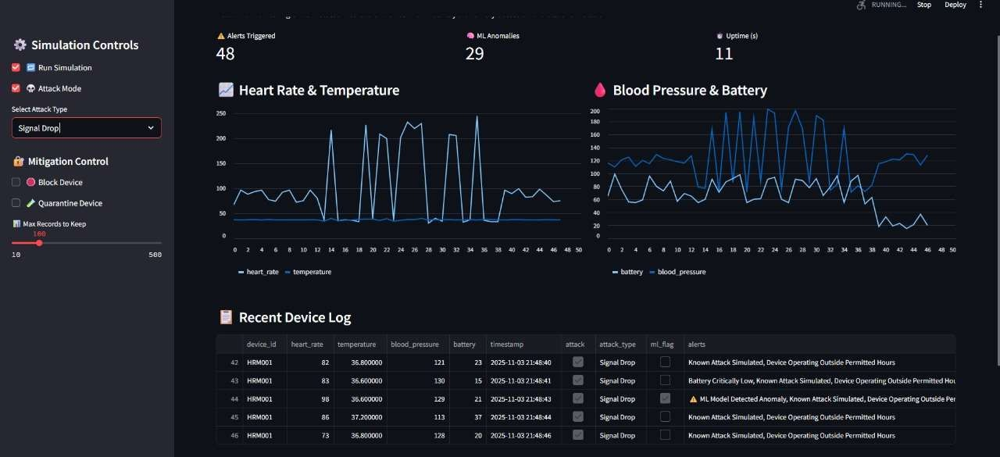 RUNNING...
Stop
Deploy
Simulation Controls
Run Simulation
Attack Mode
Select Attack Type
Signal Drop
Mitigation Control
Block Device
Quarantine Device
Max Records to Keep
100
10 500
Alerts Triggered
48
ML Anomalies
29
Uptime (s)
11
Heart Rate & Temperature
250
200
150
100
50
0
0 2 4 6 8 10 12 14 16 18 20 22 24 26 28 30 32 34 36 38 40 42 44 46 48 50
heart_rate temperature
Blood Pressure & Battery
200
180
160
140
120
100
80
60
40
20
0
0 2 4 6 8 10 12 14 16 18 20 22 24 26 28 30 32 34 36 38 40 42 44 46 48 50
battery blood_pressure
Recent Device Log
device_id heart_rate temperature blood_pressure battery timestamp attack attack_type ml_flag alerts
42 HRM001 82 36.800000 121 23 2025-11-03 21:48:40 Signal Drop Known Attack Simulated, Device Operating Outside Permitted Hours
43 HRM001 83 36.600000 130 15 2025-11-03 21:48:41 Signal Drop Battery Critically Low, Known Attack Simulated, Device Operating Outside Permitted Hou
44 HRM001 98 36.600000 129 21 2025-11-03 21:48:43 Signal Drop ML Model Detected Anomaly, Known Attack Simulated, Device Operating Outside Per
45 HRM001 86 37.200000 113 37 2025-11-03 21:48:44 Signal Drop Known Attack Simulated, Device Operating Outside Permitted Hours
46 HRM001 73 36.800000 128 20 2025-11-03 21:48:46 Signal Drop Known Attack Simulated, Device Operating Outside Permitted Hours